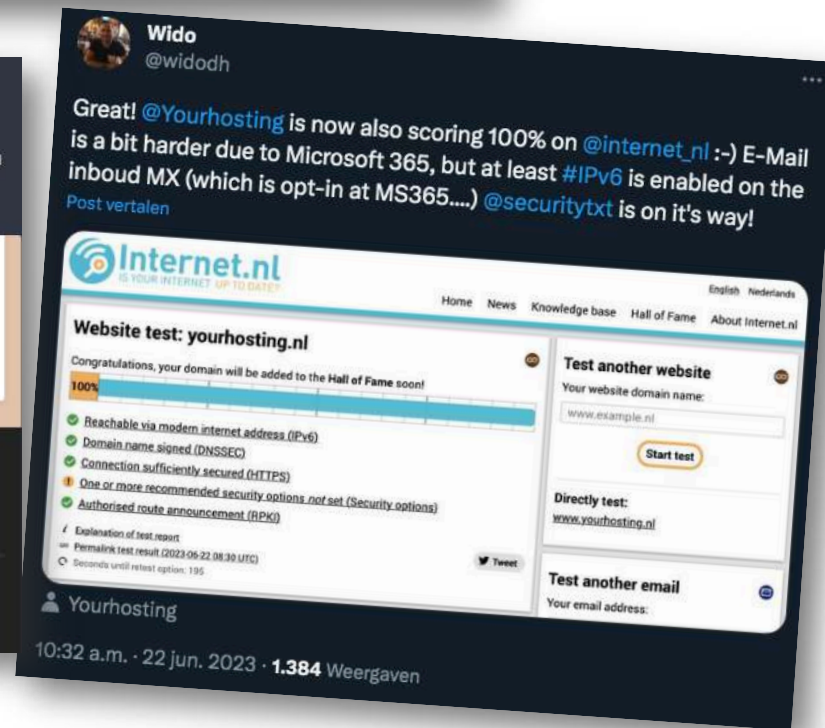 Wido
@widodh
Great! @Yourhosting is now also scoring 100% on @internet_nl :-) E-Mail
is a bit harder due to Microsoft 365, but at least #IPv6 is enabled on the
inboud MX (which is opt-in at MS365....) @securitytxt is on it's way!
Post vertalen
Internet.nl
IS YOUR INTERNET UP TO DATE?
English Nederlands
Home News Knowledge base Hall of Fame About Internet.nl
Website test: yourhosting.nl
Congratulations, your domain will be added to the Hall of Fame soon!
100%
Reachable via modern internet address (IPv6)
Domain name signed (DNSSEC)
Connection sufficiently secured (HTTPS)
One or more recommended security options not set (Security options)
Authorised route announcement (RPKI)
Explanation of test report
Permalink test result (2023-06-22 08:30 UTC)
Seconds until retest option: 195
Tweet
Test another website
Your website domain name:
www.example.nl
Start test
Directly test:
www.yourhosting.nl
Test another email
Your email address:
Yourhosting
10:32 a.m. · 22 jun. 2023 · 1.384 Weergaven